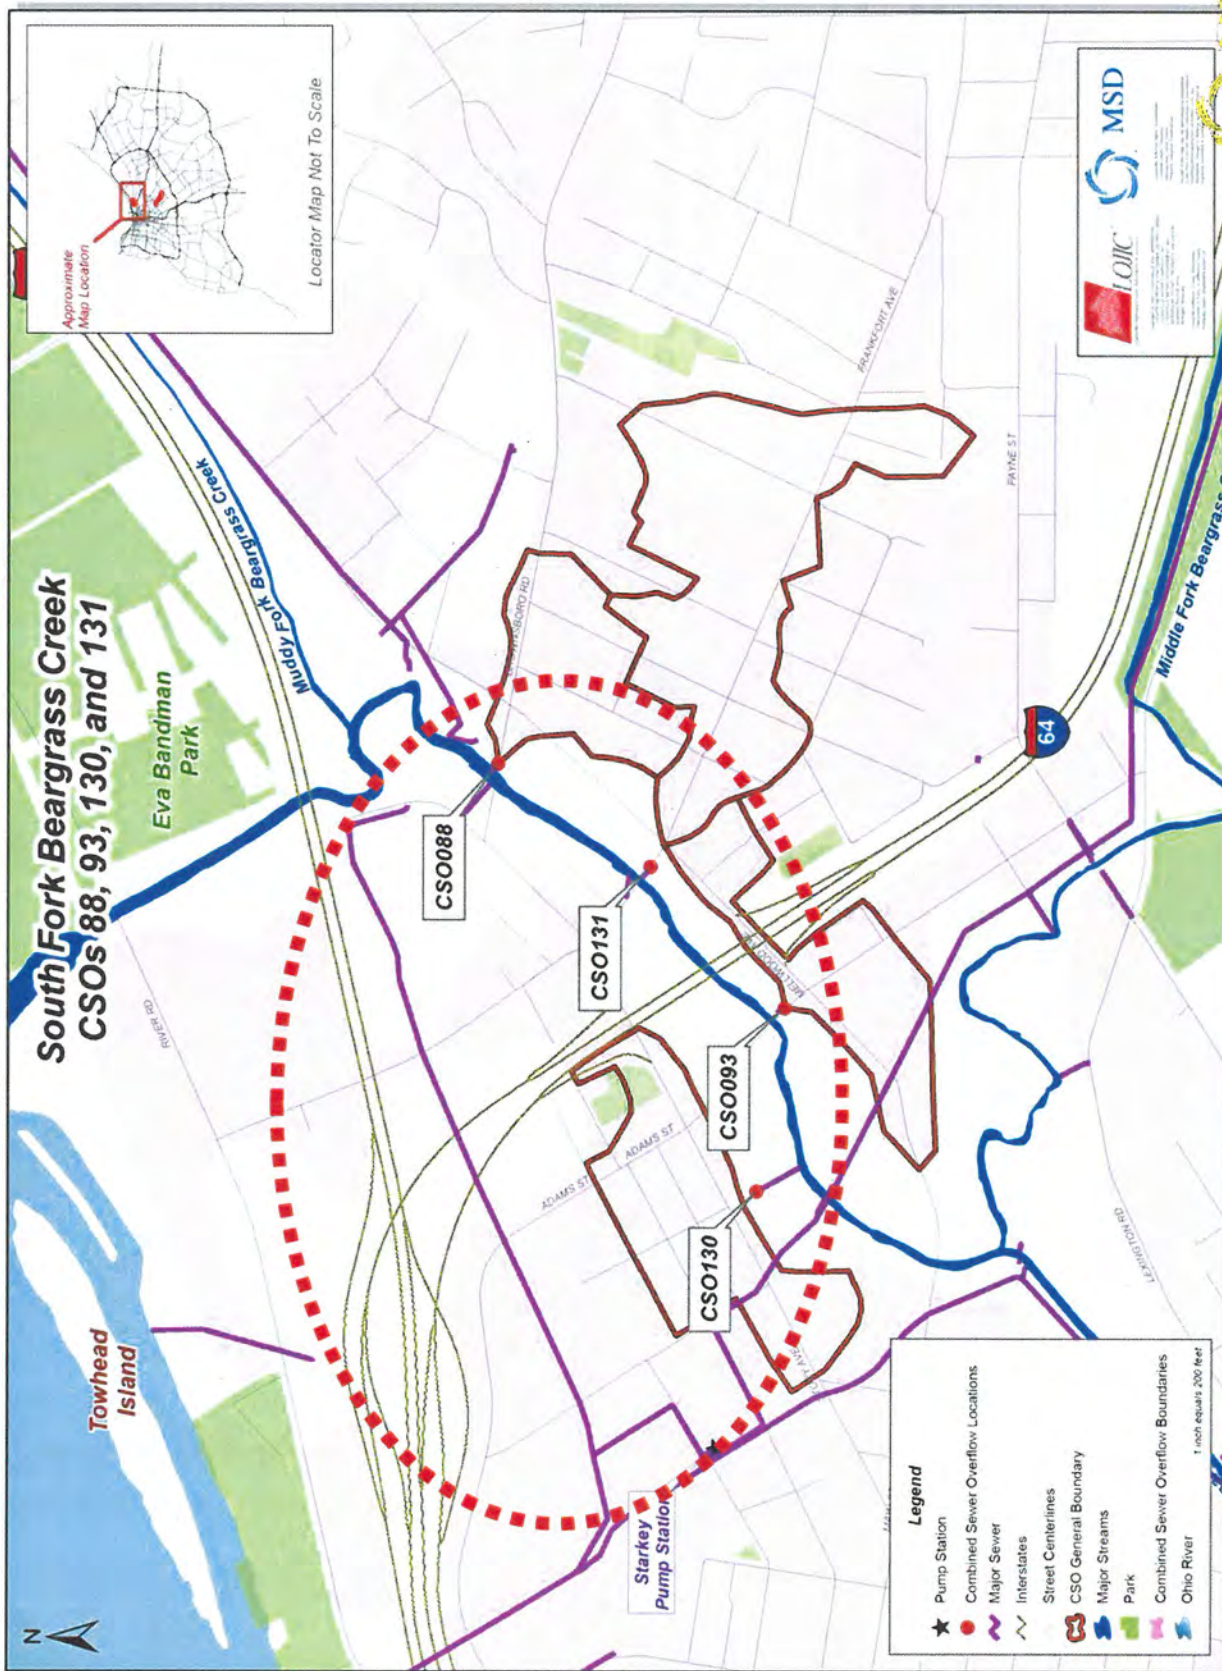 South Fork Beargrass Creek
CSOs 88, 93, 130, and 131
N
Towhead
Island
Eva Bandman
Park
Approximate
Map Location
Locator Map Not To Scale
Muddy Fork Beargrass Creek
RIVER RD
CSO088
CSO131
CSO093
CSO130
ADAMS ST
ADAMS ST
MELLWOOD
FRANKFORT AVE
PAYNE ST
64
Middle Fork Beargrass
LEXINGTON RD
Starkey
Pump Station
LOJIC
MSD
Legend
Pump Station
Combined Sewer Overflow Locations
Major Sewer
Interstates
Street Centerlines
CSO General Boundary
Major Streams
Park
Combined Sewer Overflow Boundaries
Ohio River
1 inch equals 200 feet